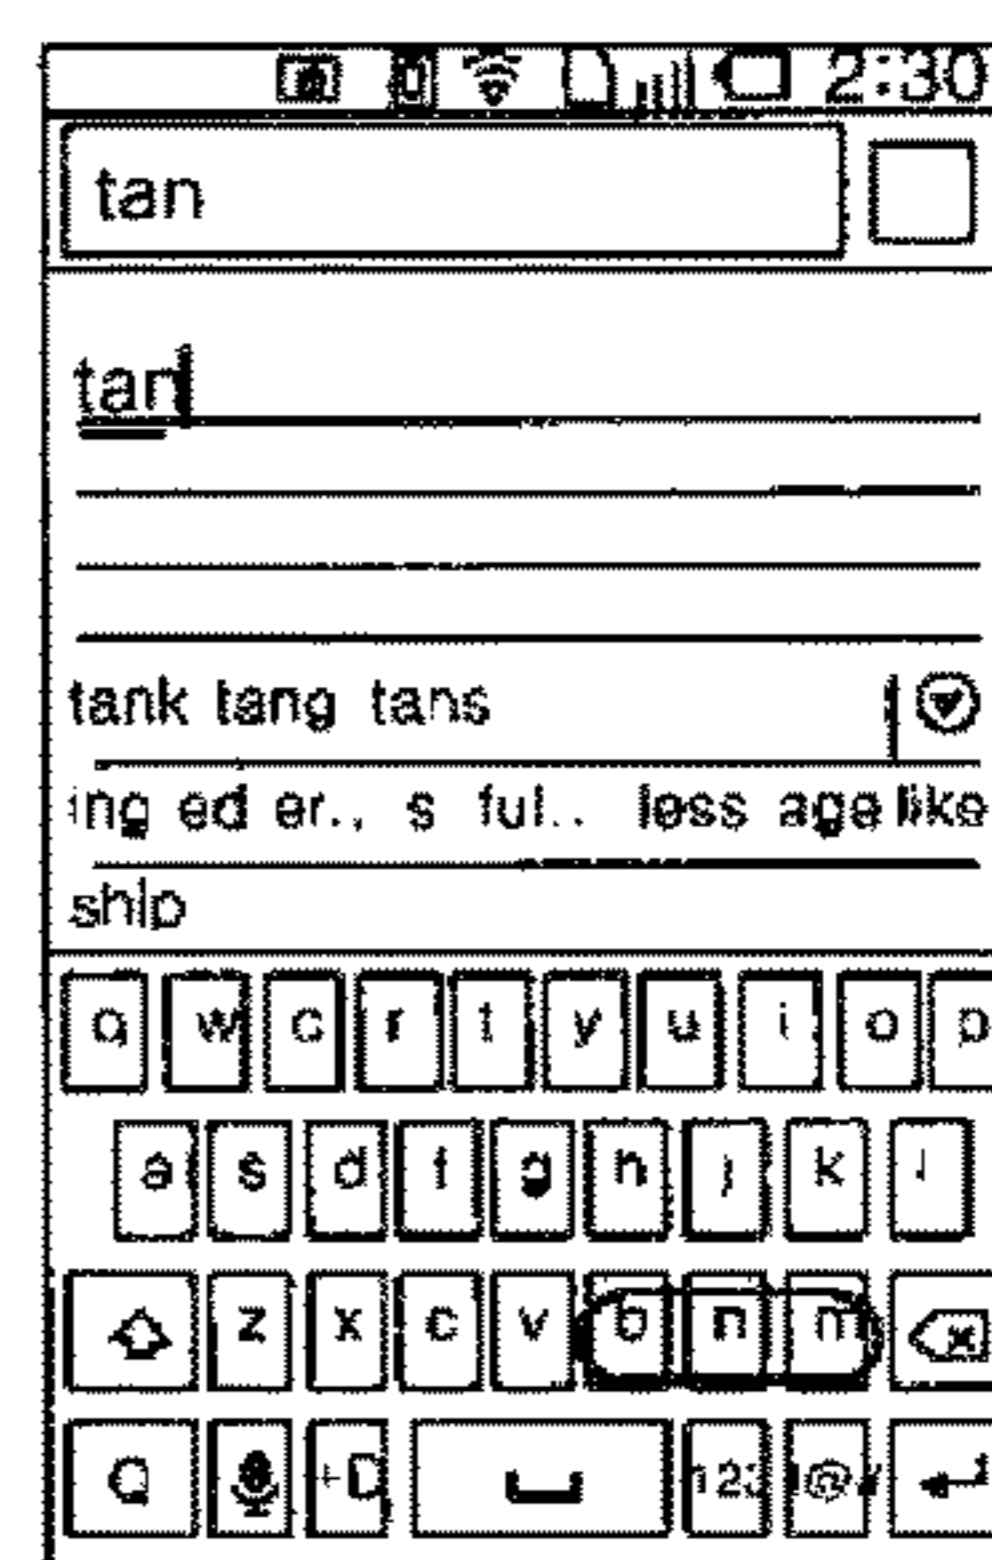 2:30
tan
tan
tank tang tans
ing ed er., s ful.. less age like
ship
q w e r t y u i o p
a s d f g h j k l
z x c v b n m x
123 @